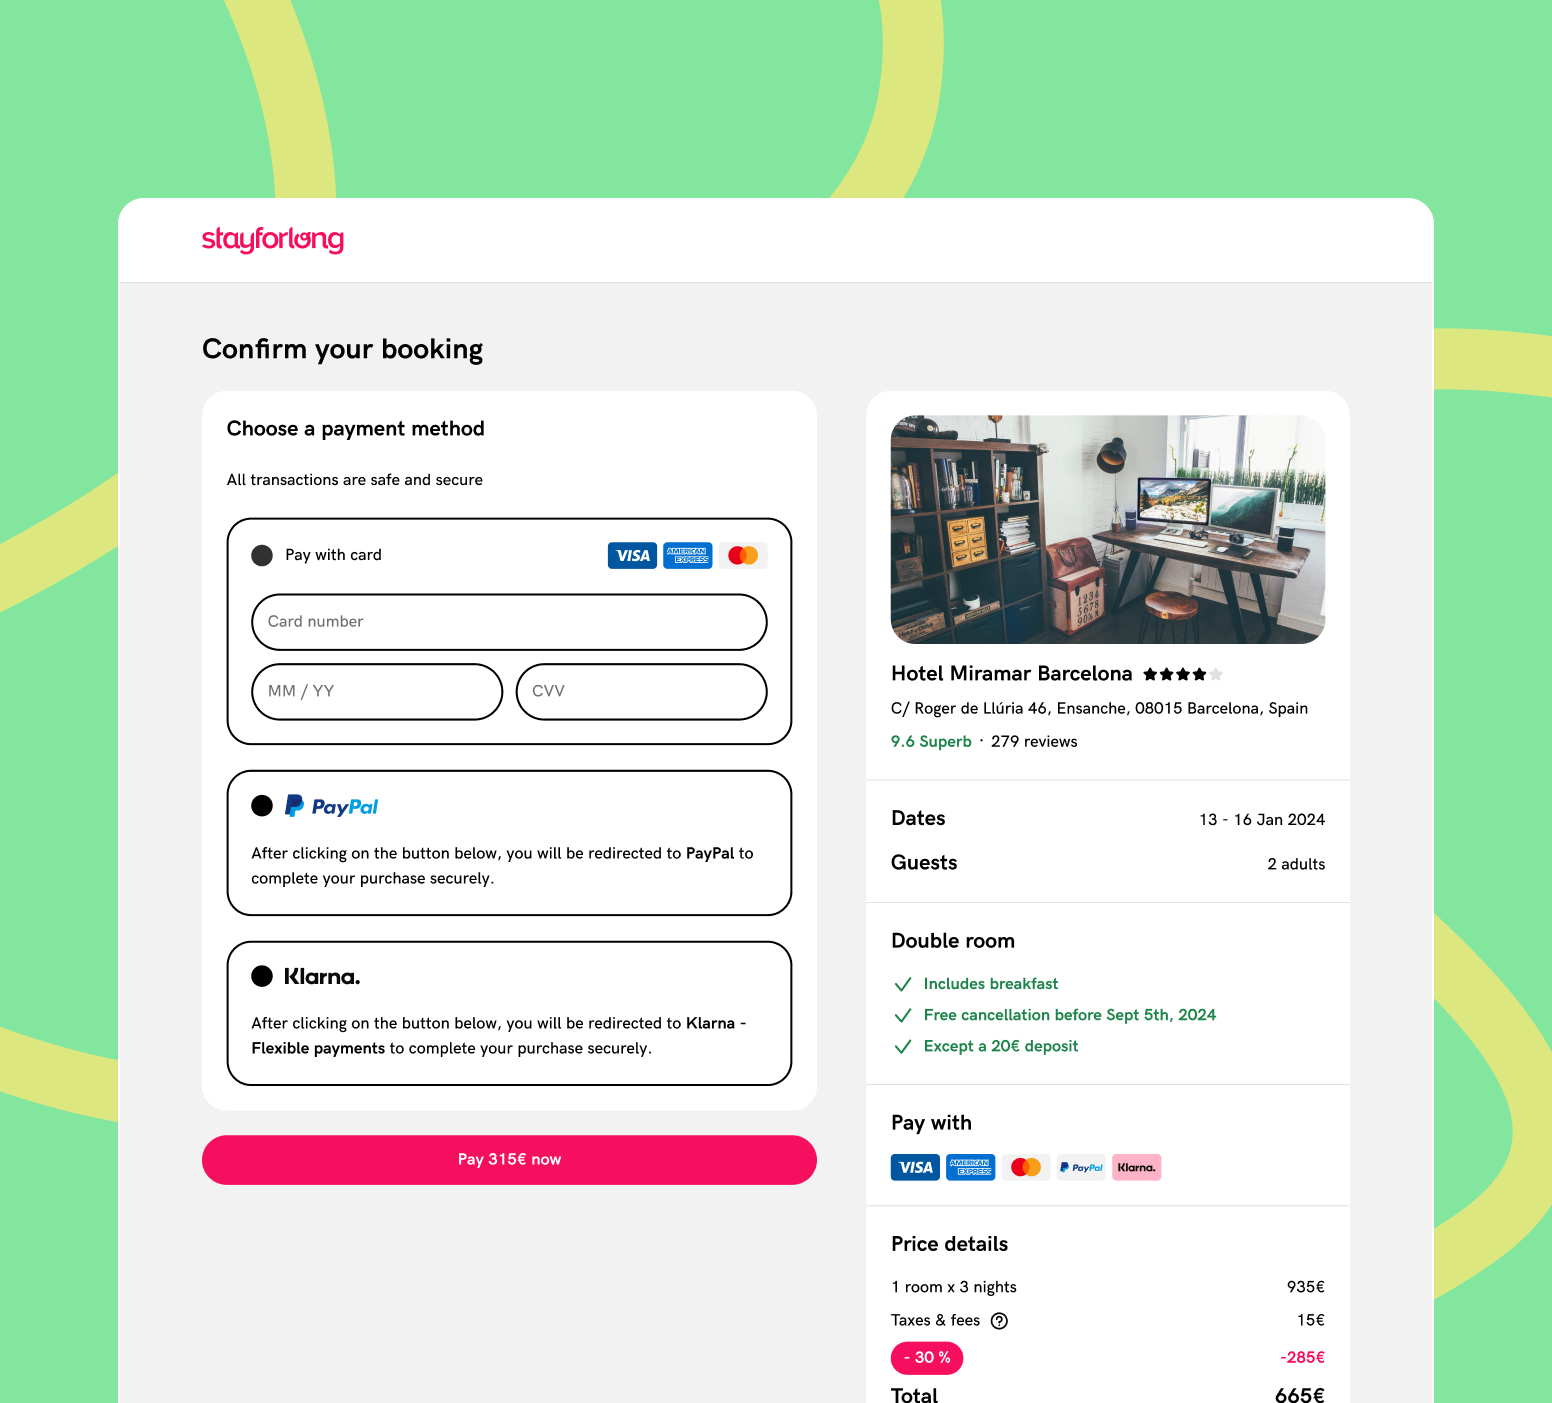 stayforlong
Confirm your booking
Choose a payment method
All transactions are safe and secure
Pay with card
VISA
AMERICAN
EXPRESS
Card number
MM / YY
CVV
PayPal
After clicking on the button below, you will be redirected to PayPal to
complete your purchase securely.
Klarna.
After clicking on the button below, you will be redirected to Klarna -
Flexible payments to complete your purchase securely.
Pay 315€ now
1234
5678
90%
Hotel Miramar Barcelona
C/ Roger de Llúria 46, Ensanche, 08015 Barcelona, Spain
9.6 Superb · 279 reviews
Dates 13 - 16 Jan 2024
Guests 2 adults
Double room
Includes breakfast
Free cancellation before Sept 5th, 2024
Except a 20€ deposit
Pay with
VISA
AMERICAN
EXPRESS
PayPal
Klarna.
Price details
1 room x 3 nights 935€
Taxes & fees ? 15€
- 30 % -285€
Total 665€